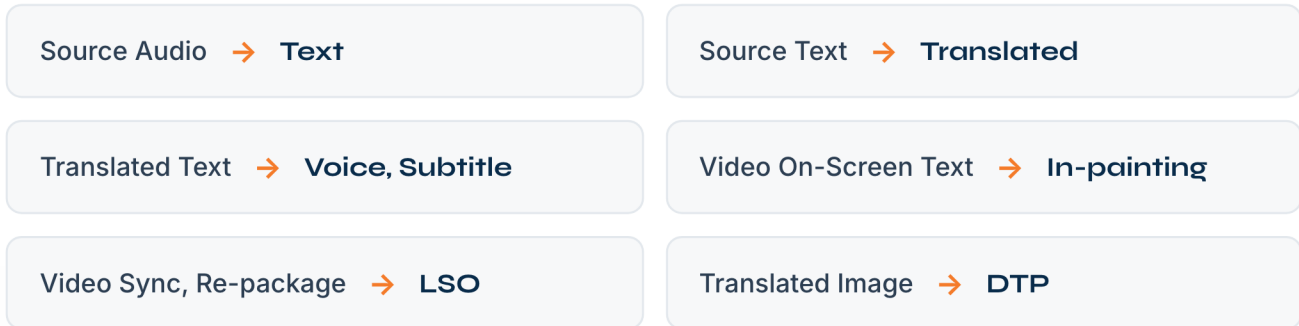 Source Audio → Text
Source Text → Translated
Translated Text → Voice, Subtitle
Video On-Screen Text → In-painting
Video Sync, Re-package → LSO
Translated Image → DTP